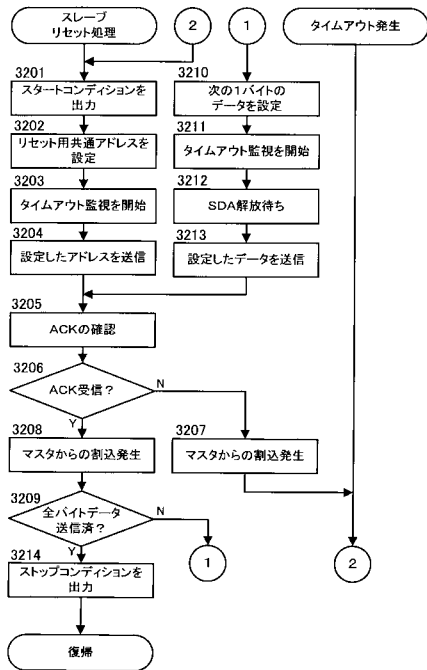 スレーブ
リセット処理
2
1
タイムアウト発生
3201
スタートコンディションを
出力
3202
リセット用共通アドレスを
設定
3203
タイムアウト監視を開始
3204
設定したアドレスを送信
3210
次の1バイトの
データを設定
3211
タイムアウト監視を開始
3212
SDA解放待ち
3213
設定したデータを送信
3205
ACKの確認
3206
ACK受信?
N
Y
3208
マスタからの割込発生
3207
マスタからの割込発生
3209
全バイトデータ
送信済?
N
Y
1
2
3214
ストップコンディションを
出力
復帰